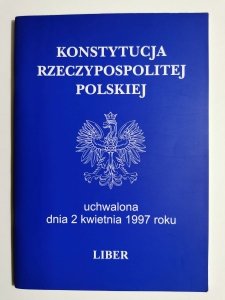 KONSTYTUCJA
RZECZYPOSPOLITEJ
POLSKIEJ
uchwalona
dnia 2 kwietnia 1997 roku
LIBER